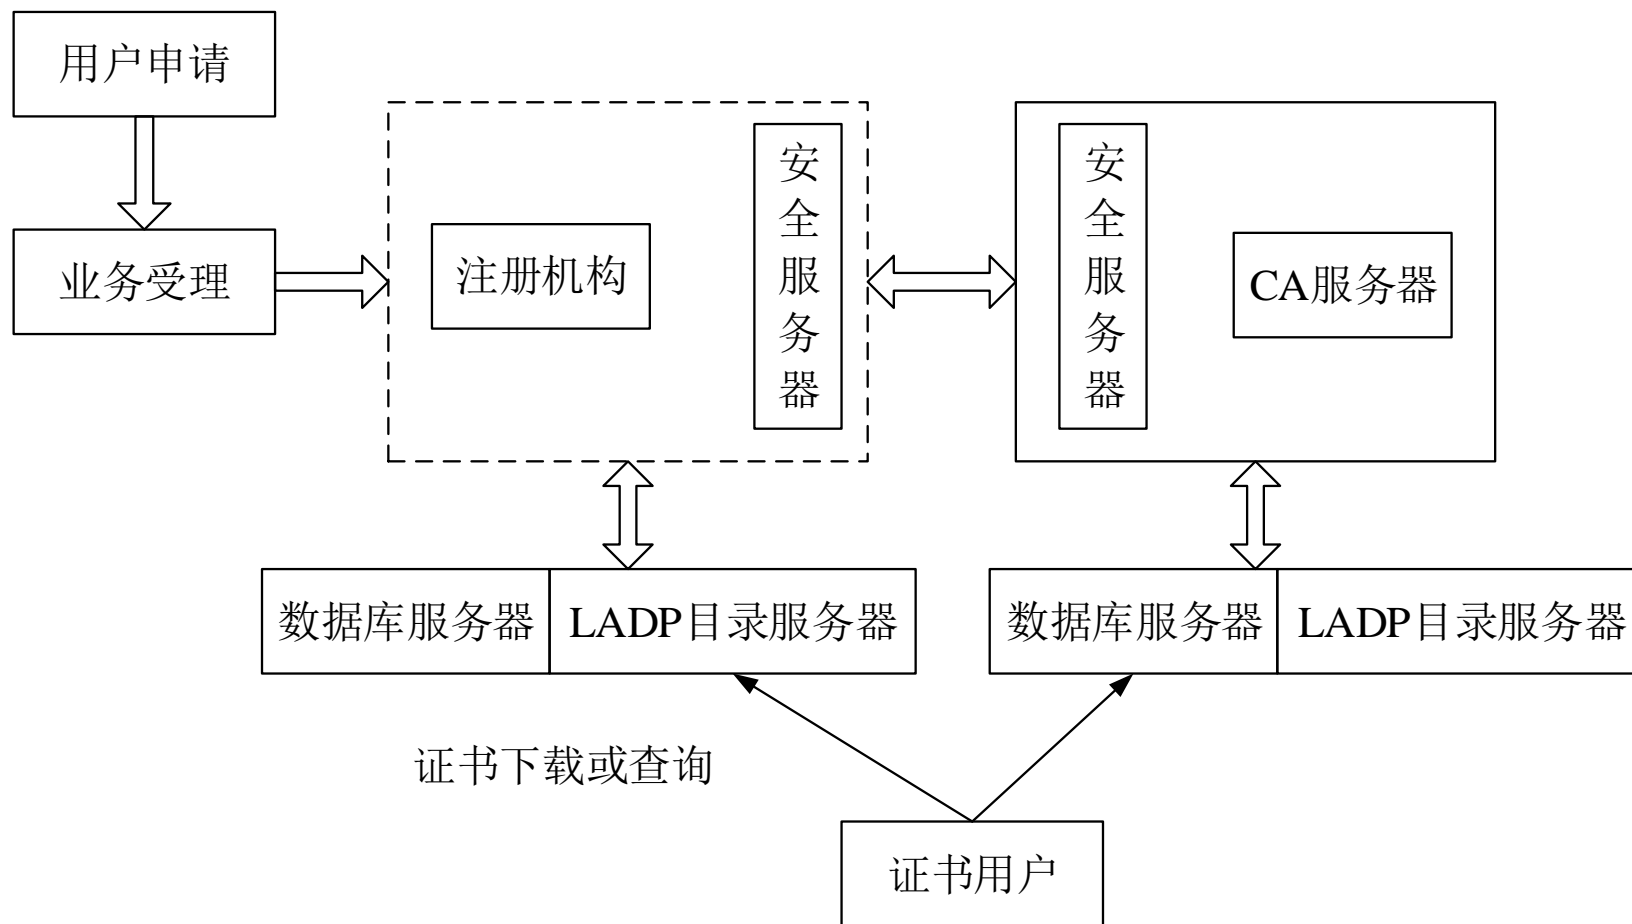 用户申请
业务受理
注册机构
安全服务器
安全服务器
CA服务器
数据库服务器
LADP目录服务器
数据库服务器
LADP目录服务器
证书下载或查询
证书用户